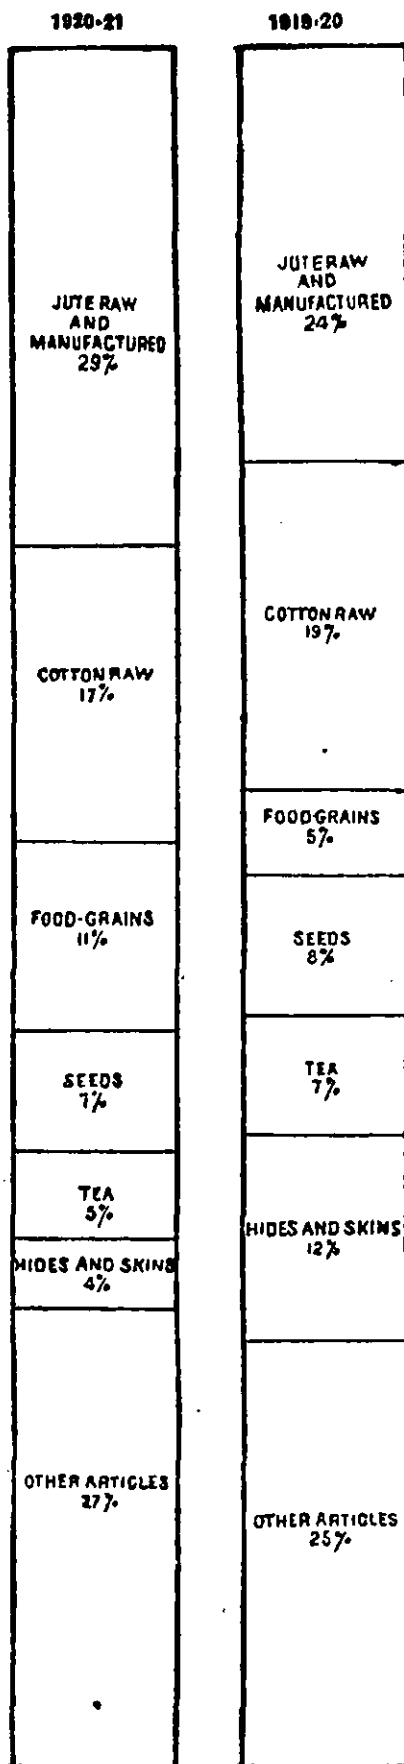 1920-21
JUTE RAW
AND
MANUFACTURED
29%
COTTON RAW
17%
FOOD-GRAINS
11%
SEEDS
7%
TEA
5%
HIDES AND SKINS
4%
OTHER ARTICLES
27%
1919-20
JUTE RAW
AND
MANUFACTURED
24%
COTTON RAW
19%
FOOD-GRAINS
5%
SEEDS
8%
TEA
7%
HIDES AND SKINS
12%
OTHER ARTICLES
25%